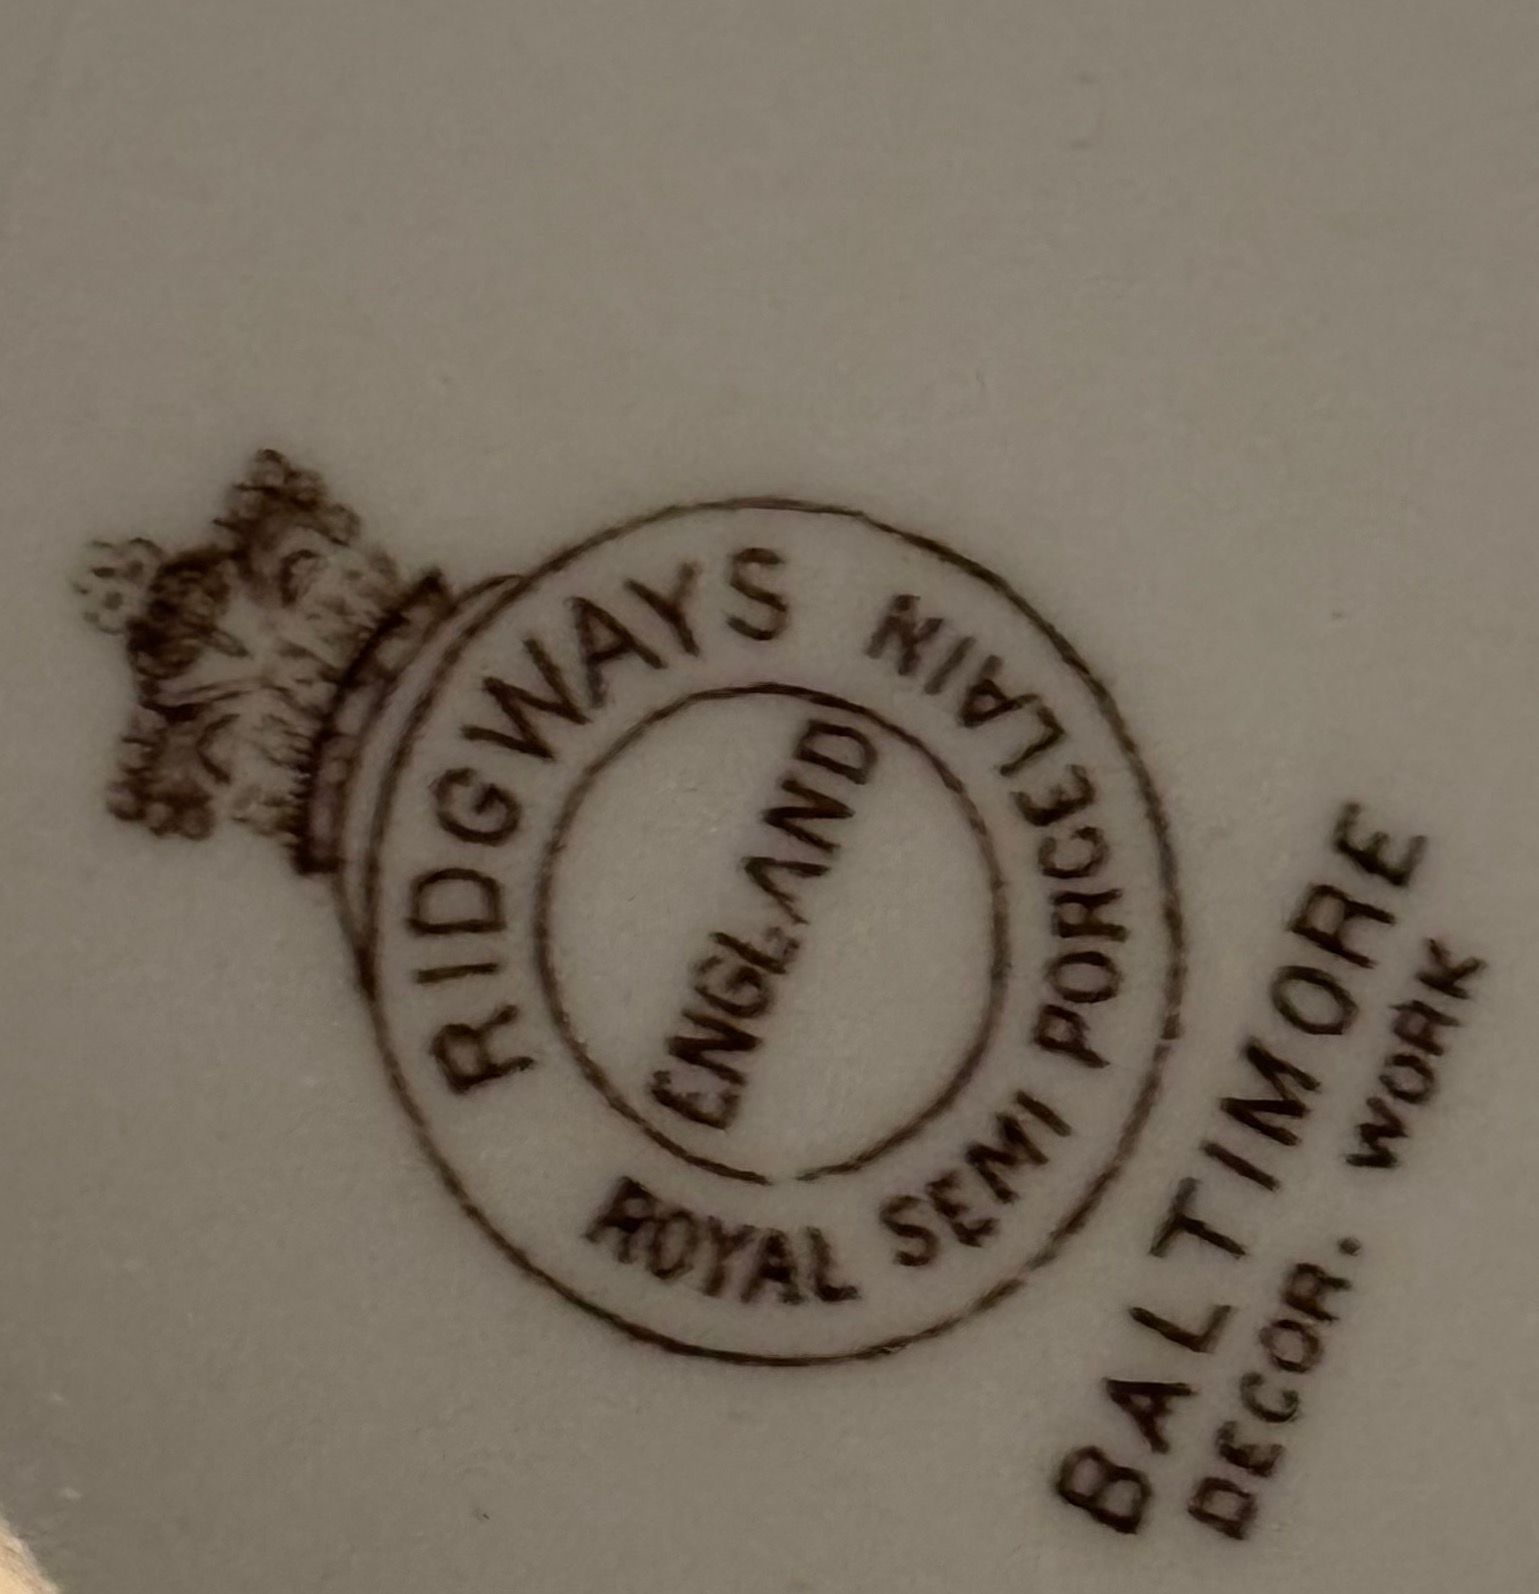 RIDGWAYS
ROYAL SEMI PORCELAIN
ENGLAND
BALTIMORE
DECOR. WORK